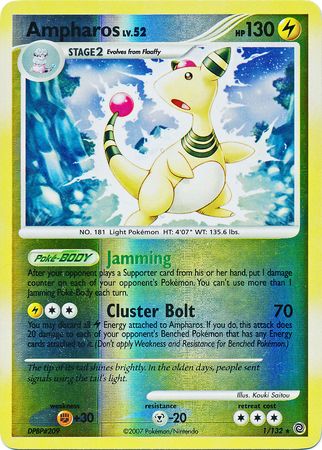 Ampharos LV.52 HP 130
STAGE2 Evolves from Flaaffy
NO. 181 Light Pokémon HT: 4'07" WT: 135.6 lbs.
Poké-BODY Jamming
After your opponent plays a Supporter card from his or her hand, put 1 damage
counter on each of your opponent's Pokémon. You can't use more than 1
Jamming Poké-Body each turn.
Cluster Bolt 70
You may discard all Energy attached to Ampharos. If you do, this attack does
20 damage to each of your opponent's Benched Pokémon that has any Energy
cards attached to it. (Don't apply Weakness and Resistance for Benched Pokémon.)
The tip of its tail shines brightly. In the olden days, people sent
signals using the tail's light.
Illus. Kouki Saitou
weakness resistance retreat cost
+30 -20
DPBP#209 ©2007 Pokémon/Nintendo 1/132 ★